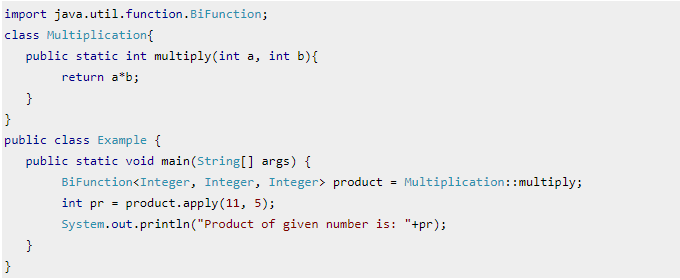 import java.util.function.BiFunction;
class Multiplication{
   public static int multiply(int a, int b){
        return a*b;
   }
}
public class Example {
   public static void main(String[] args) {
        BiFunction<Integer, Integer, Integer> product = Multiplication::multiply;
        int pr = product.apply(11, 5);
        System.out.println("Product of given number is: "+pr);
   }
}